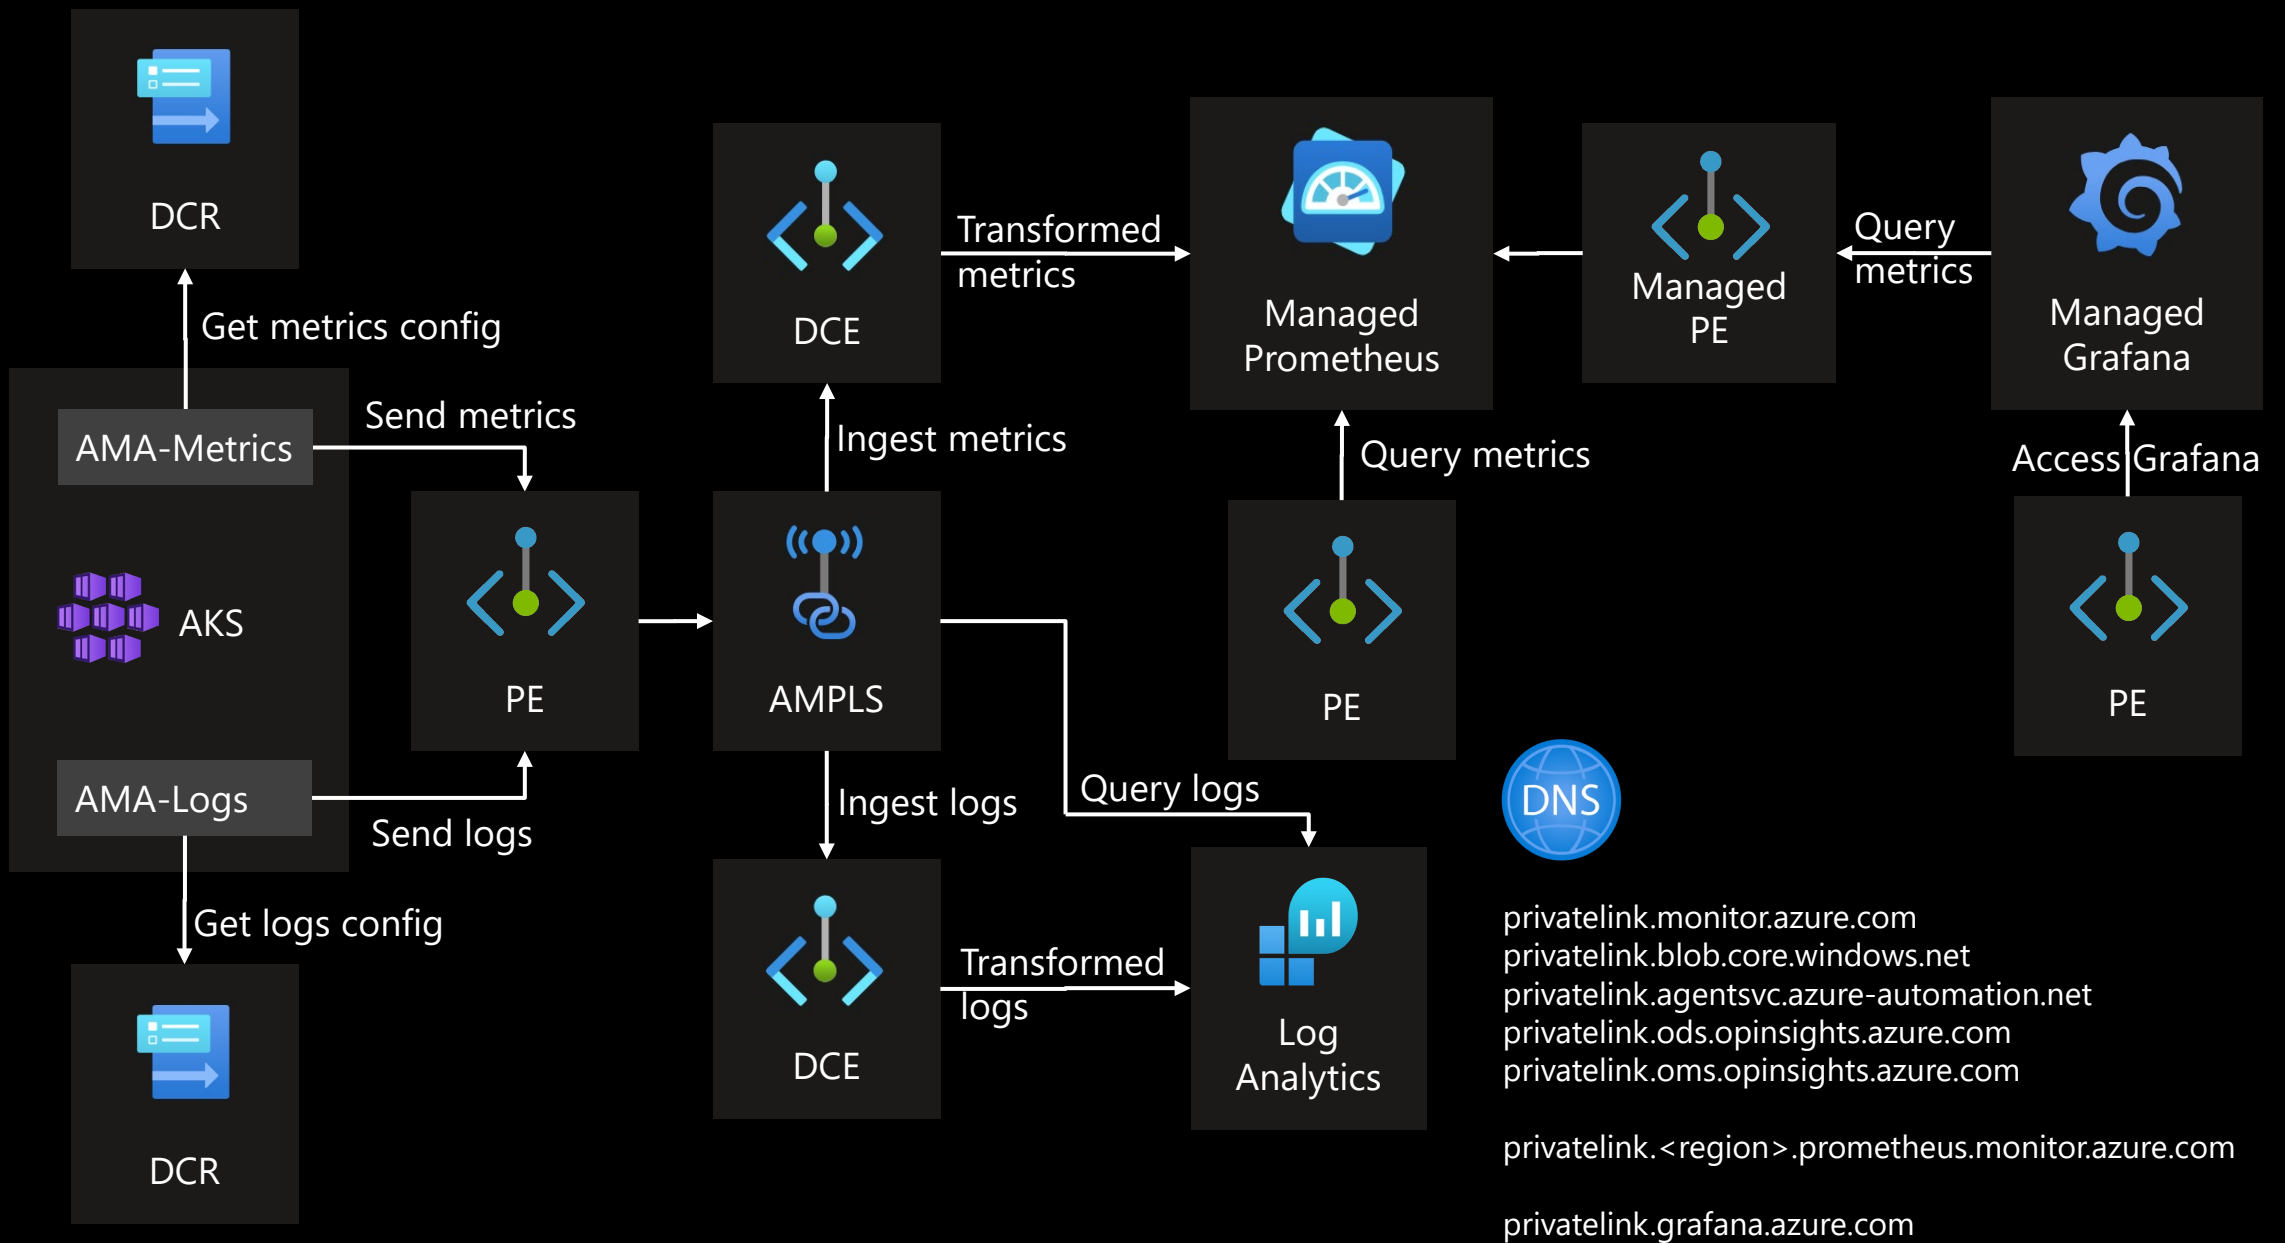 DCR
Get metrics config
AMA-Metrics
Send metrics
AKS
AMA-Logs
Send logs
Get logs config
DCR
PE
DCE
Ingest metrics
AMPLS
Ingest logs
DCE
Transformed
metrics
Query logs
Transformed
logs
Managed
Prometheus
Query metrics
PE
Log
Analytics
Managed
PE
Query
metrics
Managed
Grafana
Access Grafana
PE
DNS
privatelink.monitor.azure.com
privatelink.blob.core.windows.net
privatelink.agentsvc.azure-automation.net
privatelink.ods.opinsights.azure.com
privatelink.oms.opinsights.azure.com
privatelink.<region>.prometheus.monitor.azure.com
privatelink.grafana.azure.com